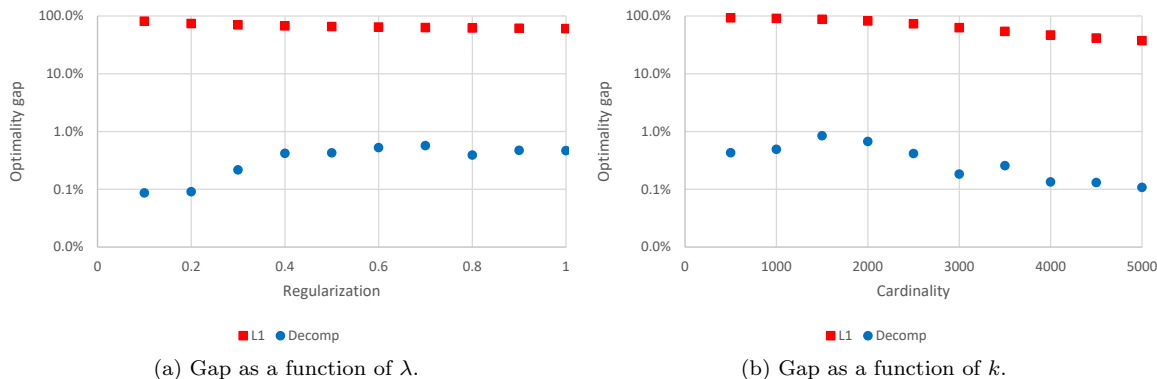 100.0%
10.0%
1.0%
0.1%
0.0%
Optimality gap
0 0.2 0.4 0.6 0.8 1
Regularization
L1 Decomp
(a) Gap as a function of λ.
100.0%
10.0%
1.0%
0.1%
0.0%
Optimality gap
0 1000 2000 3000 4000 5000
Cardinality
L1 Decomp
(b) Gap as a function of k.